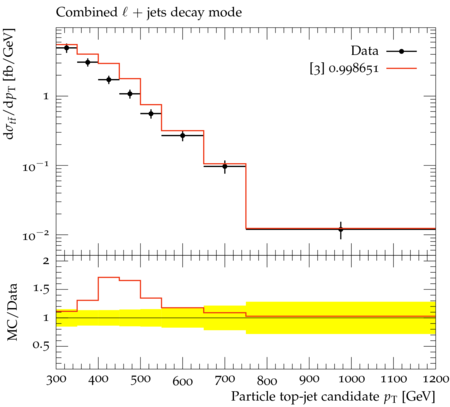 Combined ℓ + jets decay mode
dσtt̄/dpT [fb/GeV]
Data
[3] 0.998651
1
10⁻¹
10⁻²
MC/Data
2
1.5
1
0.5
300 400 500 600 700 800 900 1000 1100 1200
Particle top-jet candidate pT [GeV]